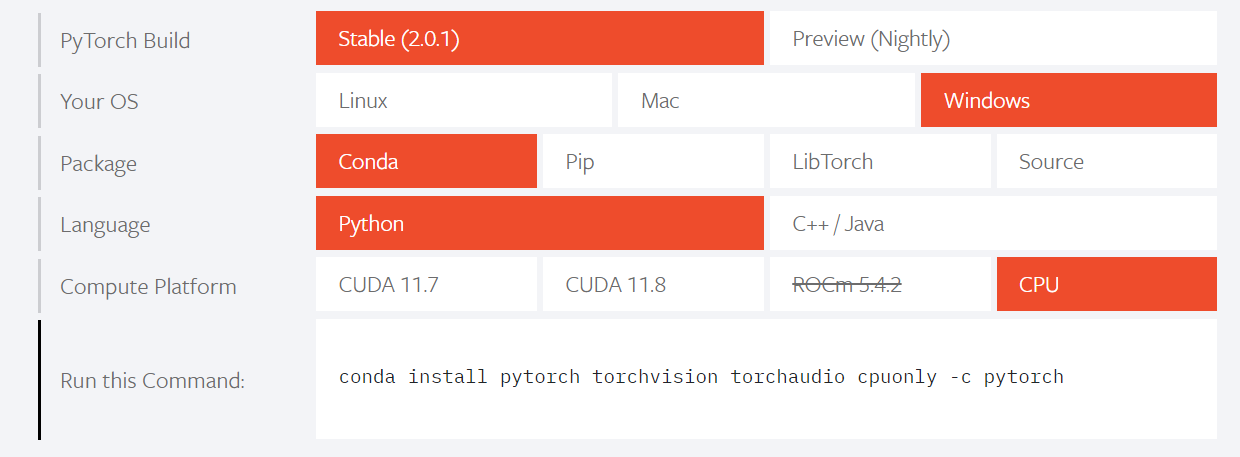 PyTorch Build Stable (2.0.1) Preview (Nightly)
Your OS Linux Mac Windows
Package Conda Pip LibTorch Source
Language Python C++ / Java
Compute Platform CUDA 11.7 CUDA 11.8 ROCm 5.4.2 CPU
Run this Command: conda install pytorch torchvision torchaudio cpuonly -c pytorch